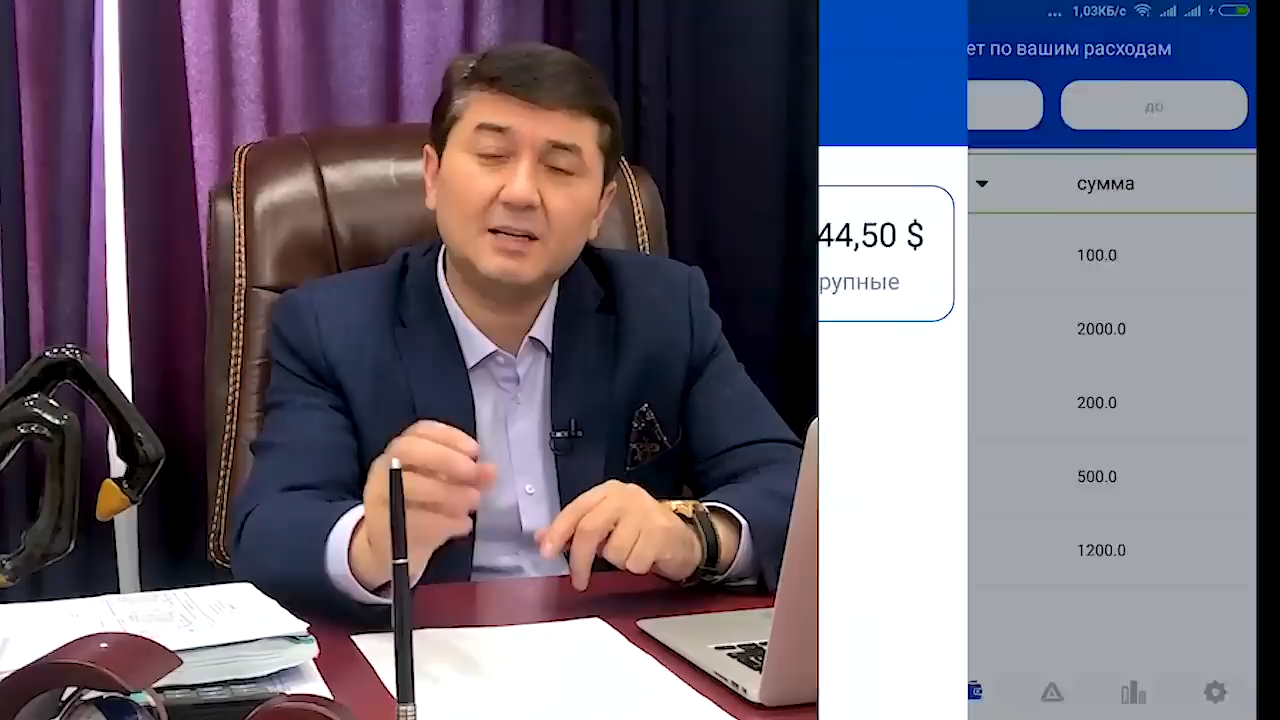 1,03КБ/с
ет по вашим расходам
до
сумма
44,50 $
рупные
100.0
2000.0
200.0
500.0
1200.0